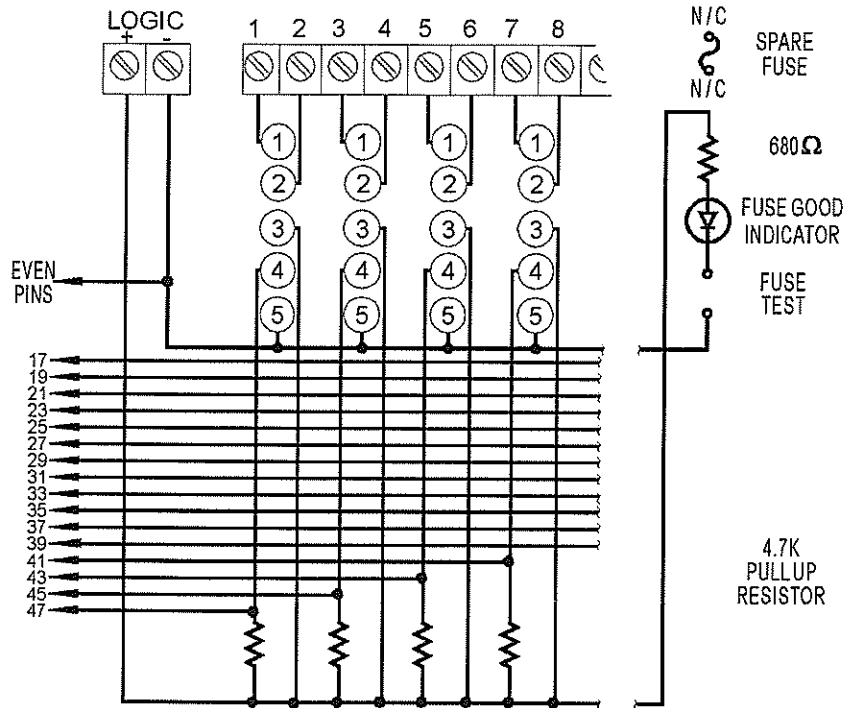 LOGIC
+ -
1 2 3 4 5 6 7 8
N/C
SPARE
FUSE
N/C
680Ω
FUSE GOOD
INDICATOR
FUSE
TEST
1 1 1 1
2 2 2 2
3 3 3 3
4 4 4 4
5 5 5 5
EVEN
PINS
17
19
21
23
25
27
29
31
33
35
37
39
41
43
45
47
4.7K
PULLUP
RESISTOR